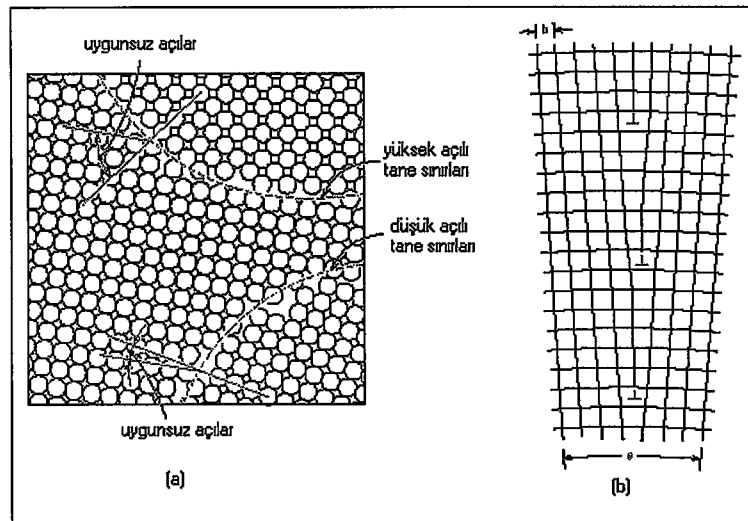 uygunsuz açılar
yüksek açılı
tane sınırları
düşük açılı
tane sınırları
uygunsuz açılar
(a)
b
θ
(b)